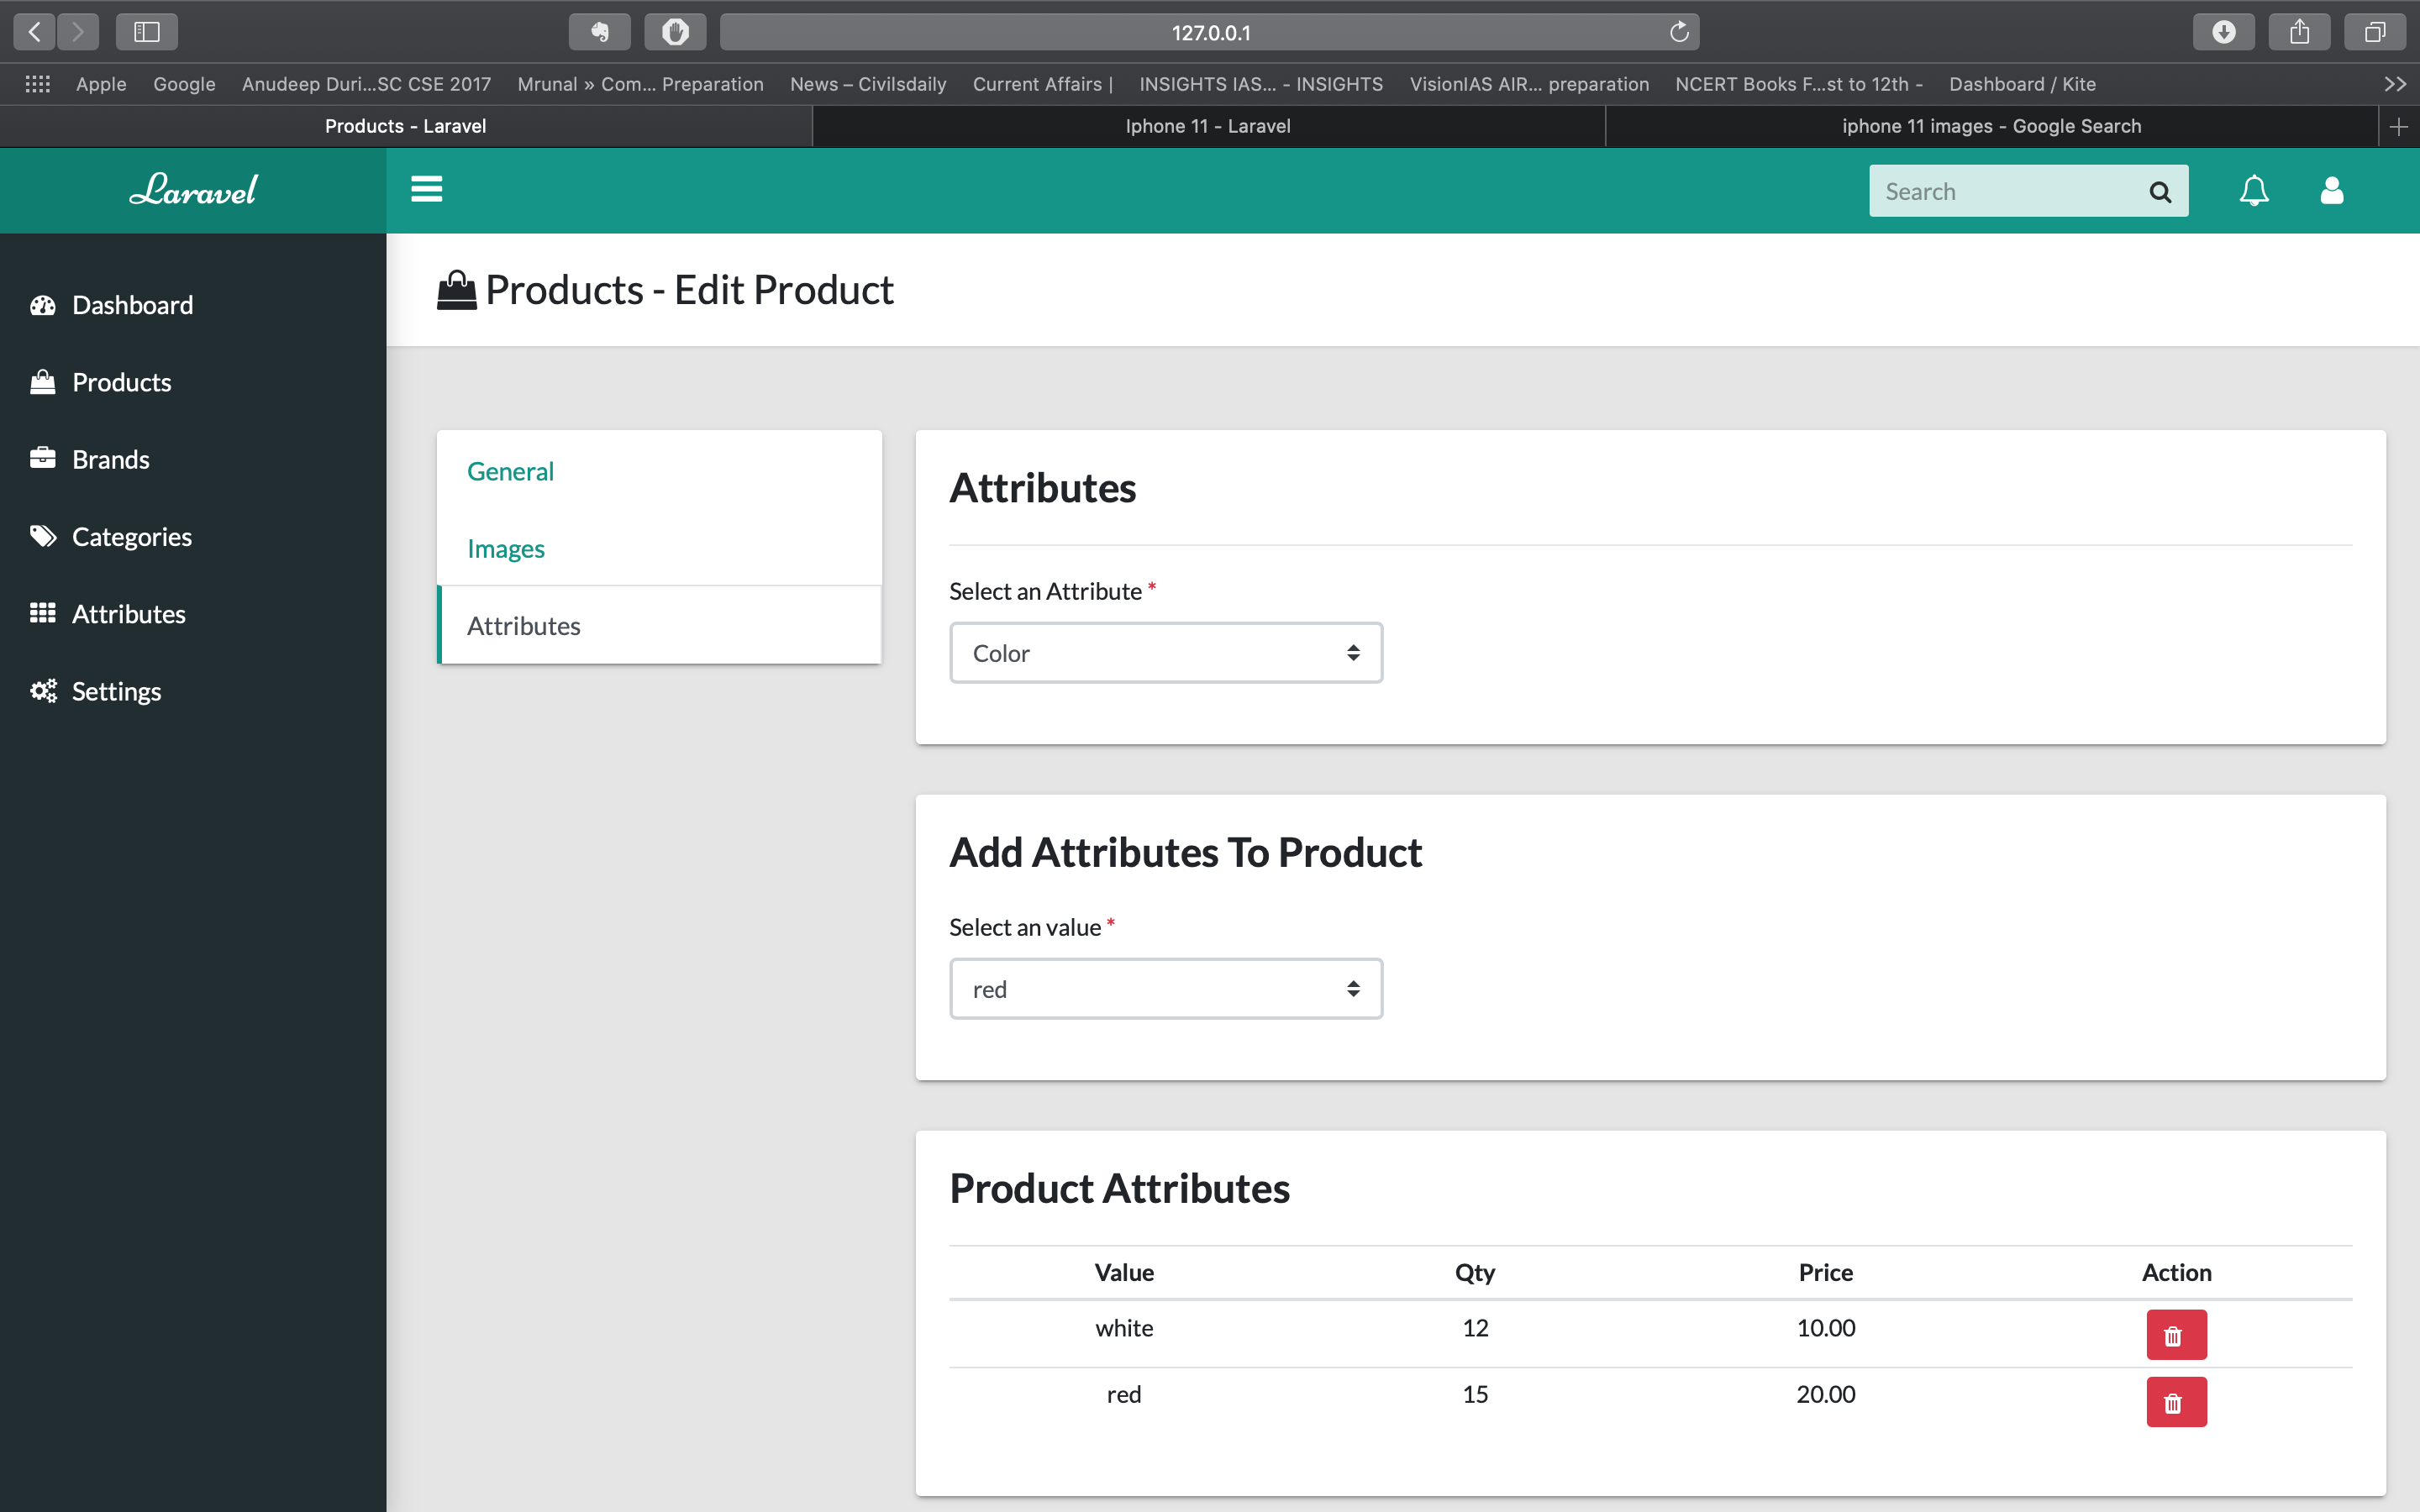 127.0.0.1
Apple Google Anudeep Duri...SC CSE 2017 Mrunal » Com... Preparation News – Civilsdaily Current Affairs | INSIGHTS IAS... - INSIGHTS VisionIAS AIR... preparation NCERT Books F...st to 12th - Dashboard / Kite
Products - Laravel Iphone 11 - Laravel iphone 11 images - Google Search
Laravel Search
Products - Edit Product
Dashboard
Products
Brands
Categories
Attributes
Settings
General
Images
Attributes
Attributes
Select an Attribute *
Color
Add Attributes To Product
Select an value *
red
Product Attributes
Value Qty Price Action
white 12 10.00
red 15 20.00